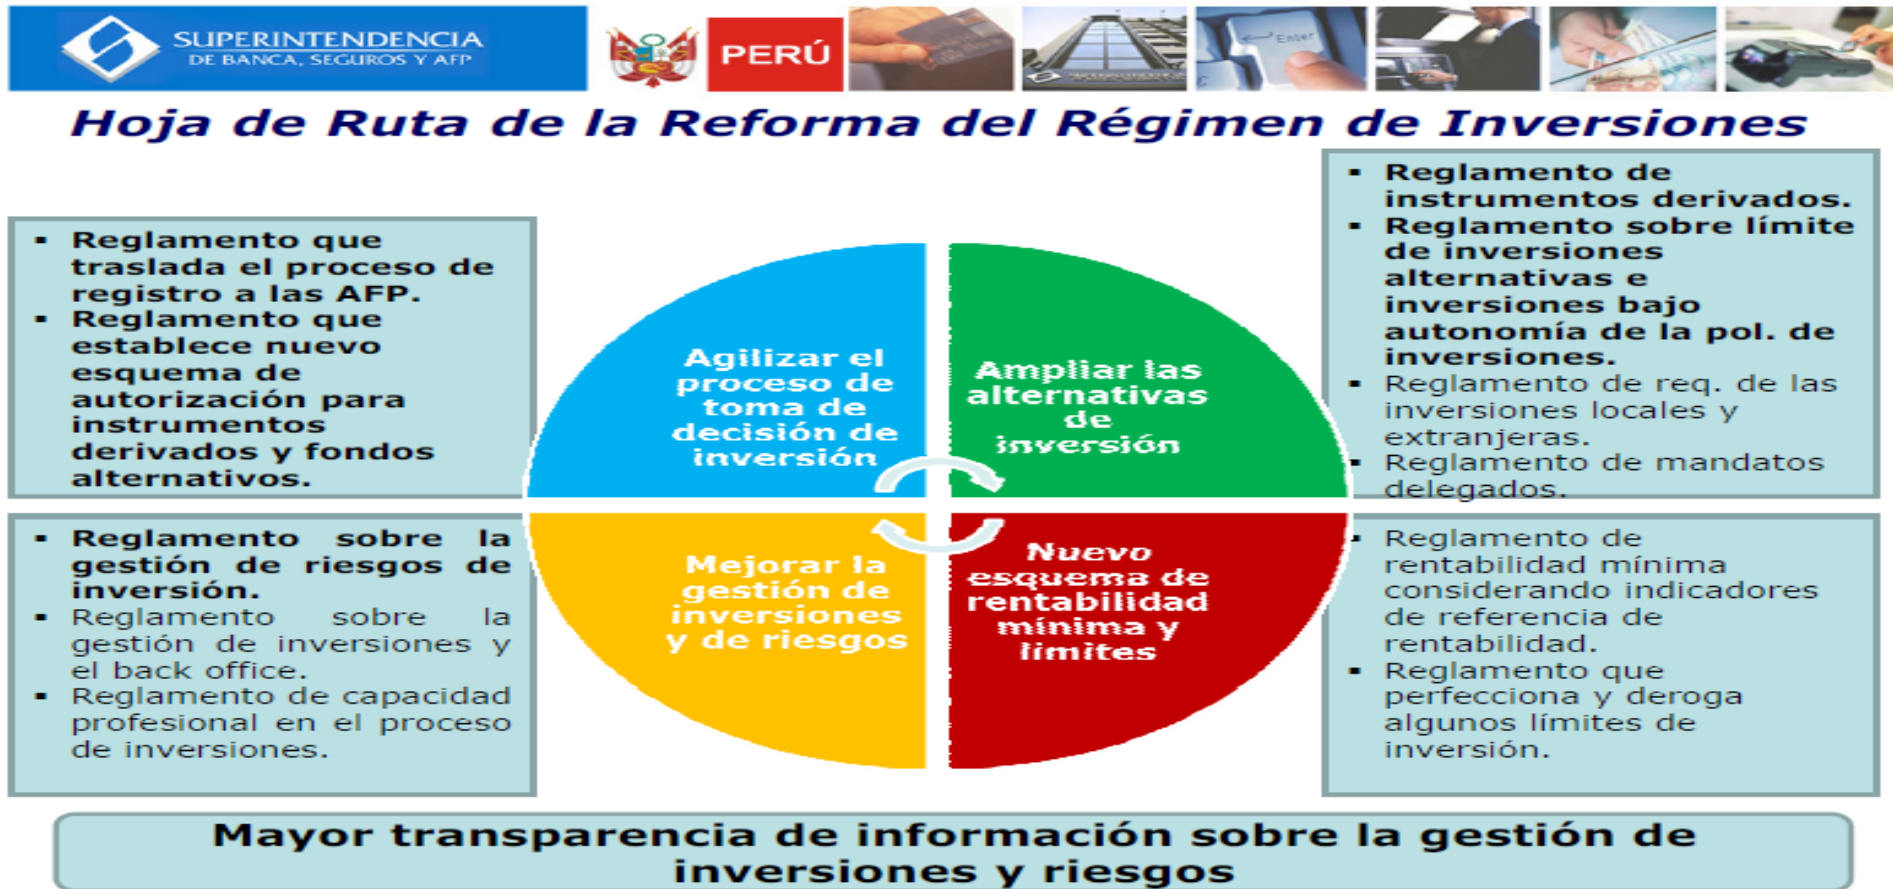 SUPERINTENDENCIA
DE BANCA, SEGUROS Y AFP
PERÚ
Enter
Hoja de Ruta de la Reforma del Régimen de Inversiones
▪ Reglamento que
traslada el proceso de
registro a las AFP.
▪ Reglamento que
establece nuevo
esquema de
autorización para
instrumentos
derivados y fondos
alternativos.
Agilizar el
proceso de
toma de
decisión de
inversión
Ampliar las
alternativas
de
inversión
▪ Reglamento de
instrumentos derivados.
▪ Reglamento sobre límite
de inversiones
alternativas e
inversiones bajo
autonomía de la pol. de
inversiones.
▪ Reglamento de req. de las
inversiones locales y
extranjeras.
▪ Reglamento de mandatos
delegados.
▪ Reglamento sobre la
gestión de riesgos de
inversión.
▪ Reglamento sobre la
gestión de inversiones y
el back office.
▪ Reglamento de capacidad
profesional en el proceso
de inversiones.
Mejorar la
gestión de
inversiones
y de riesgos
Nuevo
esquema de
rentabilidad
mínima y
límites
▪ Reglamento de
rentabilidad mínima
considerando indicadores
de referencia de
rentabilidad.
▪ Reglamento que
perfecciona y deroga
algunos límites de
inversión.
Mayor transparencia de información sobre la gestión de
inversiones y riesgos